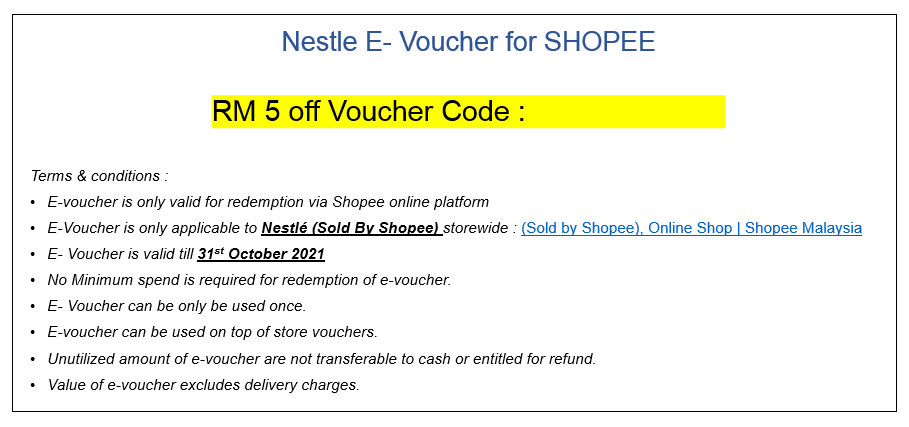 Nestle E- Voucher for SHOPEE
RM 5 off Voucher Code :
Terms & conditions :
• E-voucher is only valid for redemption via Shopee online platform
• E-Voucher is only applicable to Nestlé (Sold By Shopee) storewide : (Sold by Shopee), Online Shop | Shopee Malaysia
• E- Voucher is valid till 31st October 2021
• No Minimum spend is required for redemption of e-voucher.
• E- Voucher can be only be used once.
• E-voucher can be used on top of store vouchers.
• Unutilized amount of e-voucher are not transferable to cash or entitled for refund.
• Value of e-voucher excludes delivery charges.